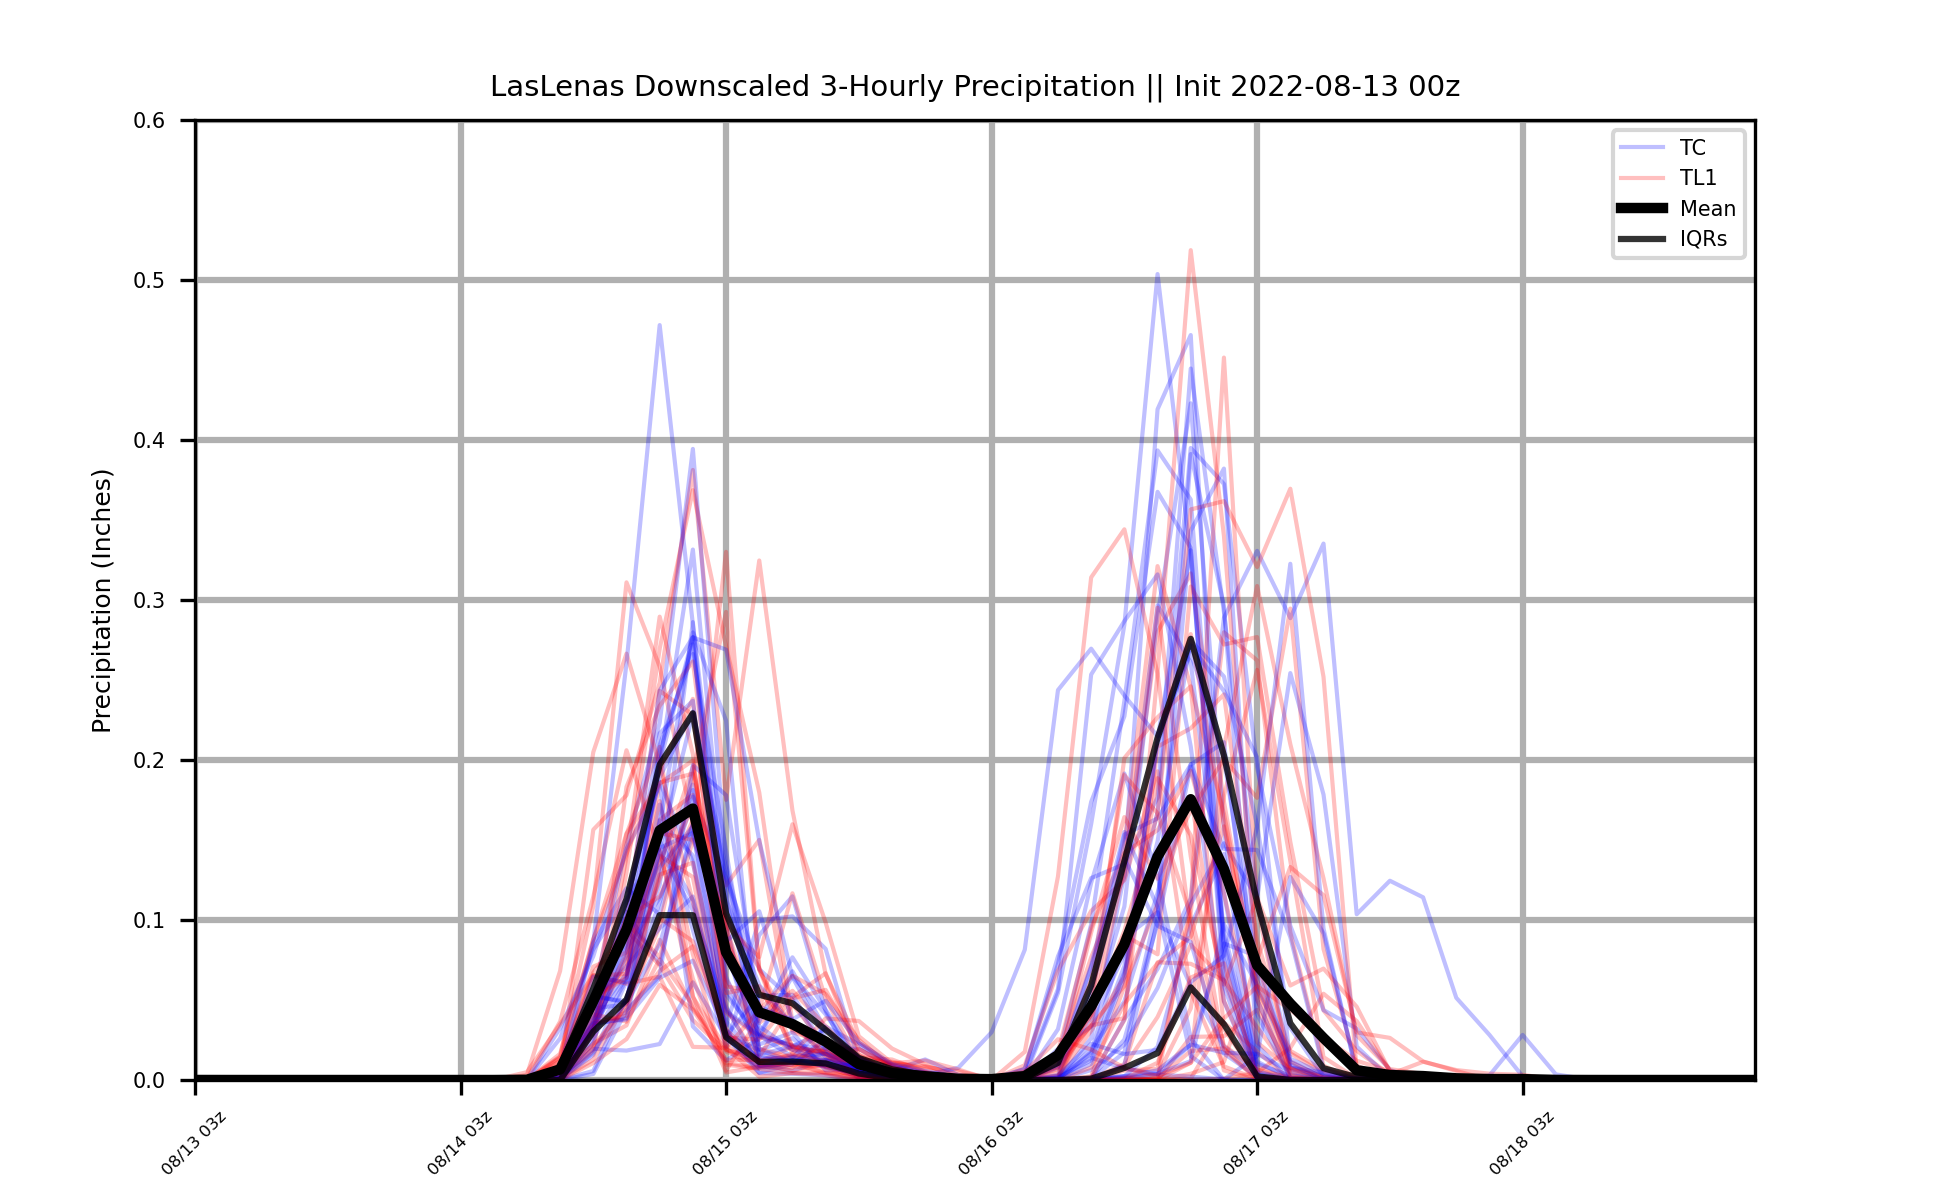 LasLenas Downscaled 3-Hourly Precipitation || Init 2022-08-13 00z
TC
TL1
Mean
IQRs
Precipitation (Inches)
0.6
0.5
0.4
0.3
0.2
0.1
0.0
08/13 03z
08/14 03z
08/15 03z
08/16 03z
08/17 03z
08/18 03z